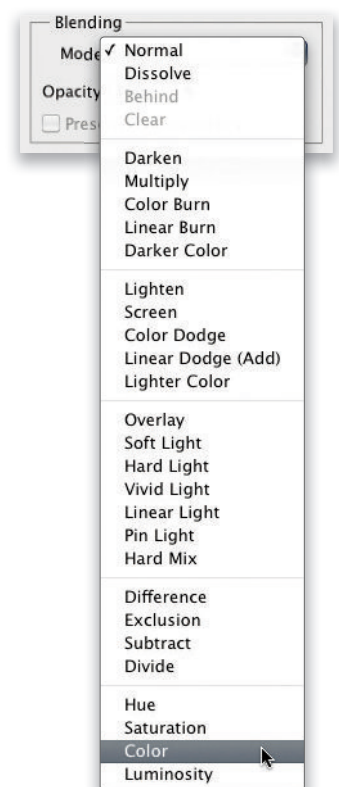 Blending
Mode
✓ Normal
Dissolve
Opacity
Behind
Clear
Darken
Multiply
Color Burn
Linear Burn
Darker Color
Lighten
Screen
Color Dodge
Linear Dodge (Add)
Lighter Color
Overlay
Soft Light
Hard Light
Vivid Light
Linear Light
Pin Light
Hard Mix
Difference
Exclusion
Subtract
Divide
Hue
Saturation
Color
Luminosity